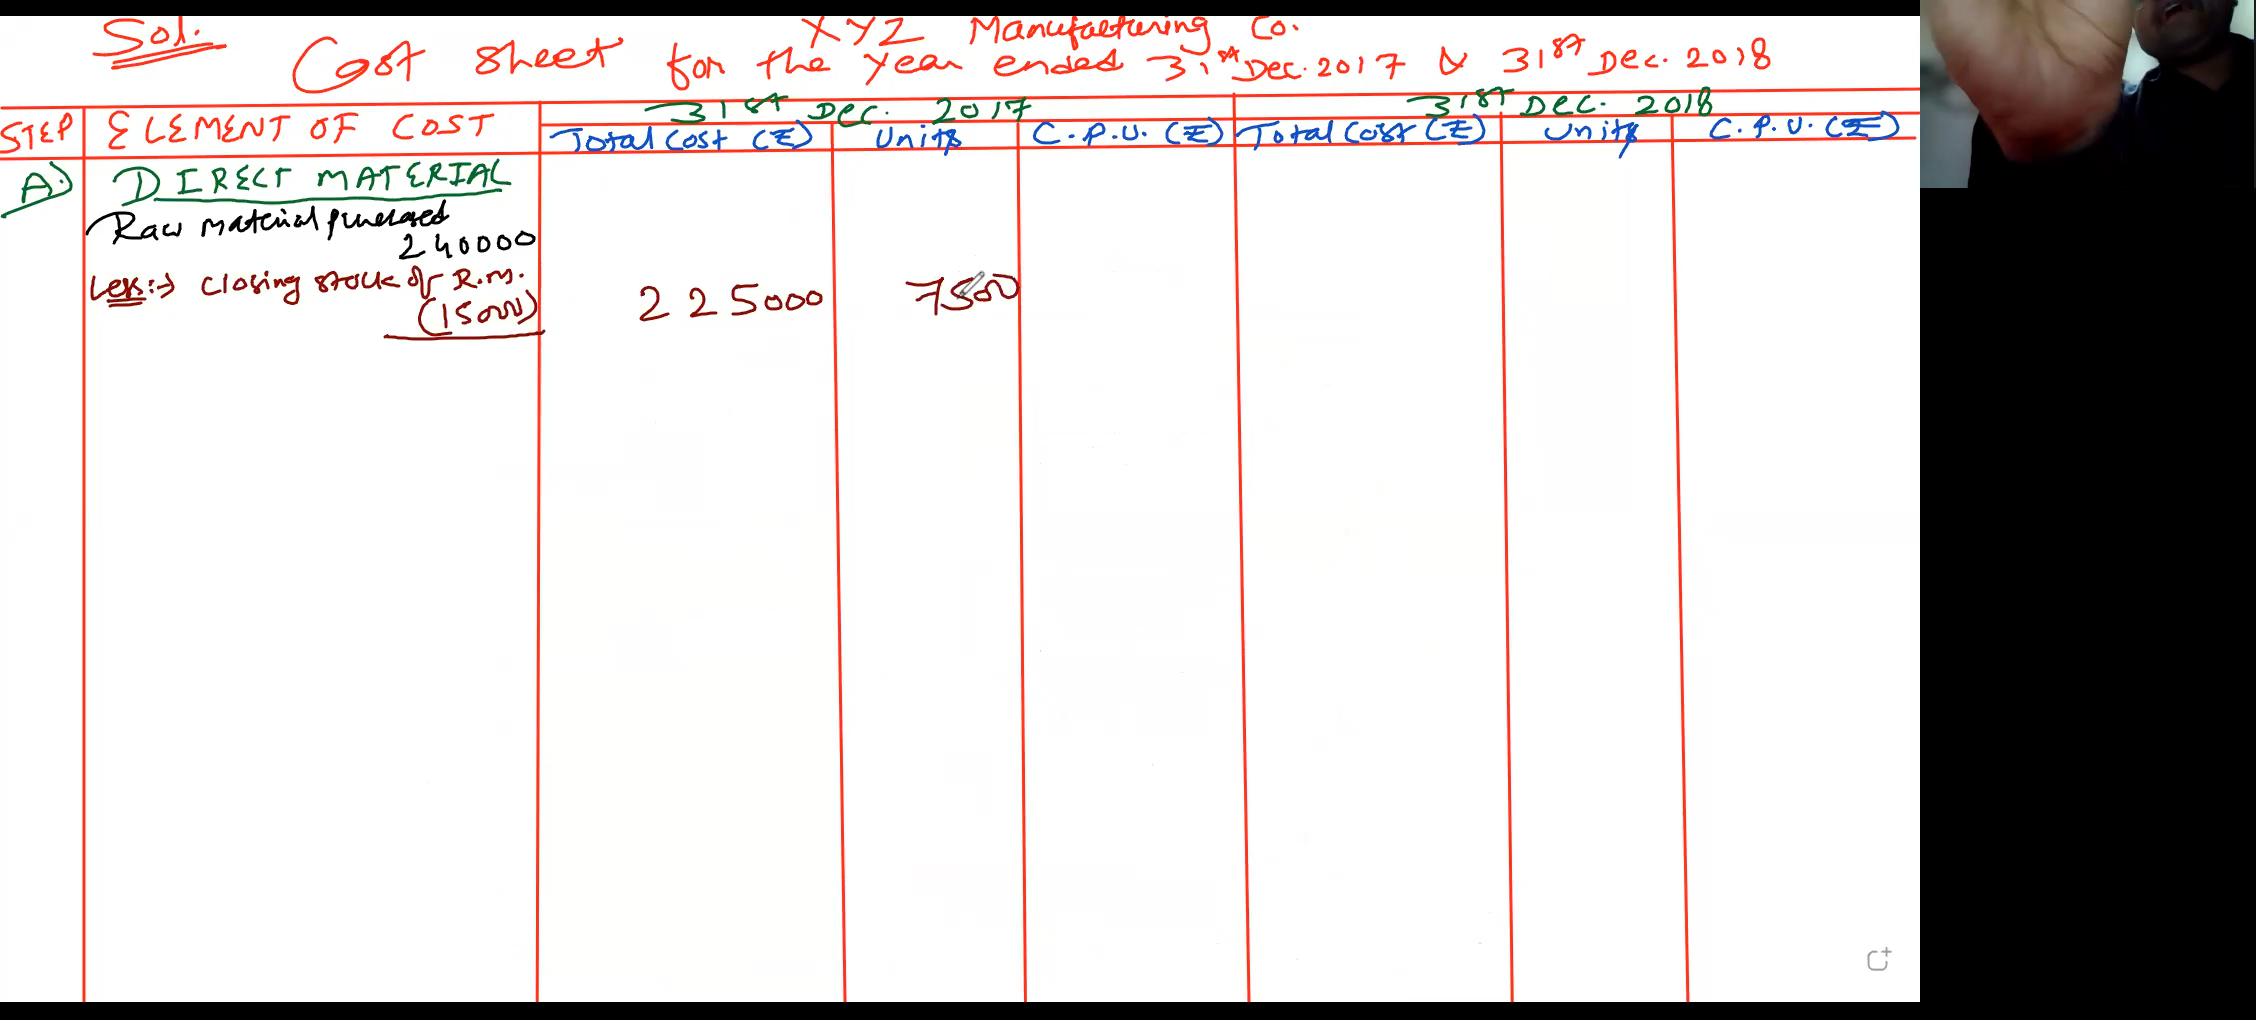 Sol. XYZ Manufacturing Co.
Cost sheet for the Year ended 31st Dec. 2017 & 31st Dec. 2018
STEP ELEMENT OF COST 31st Dec. 2017 31st Dec. 2018
Total Cost (₹) Units C.P.U. (₹) Total Cost (₹) Units C.P.U. (₹)
A) DIRECT MATERIAL
Raw material purchased
240000
Less:→ Closing stock of R.M.
(15000) 225000 7500